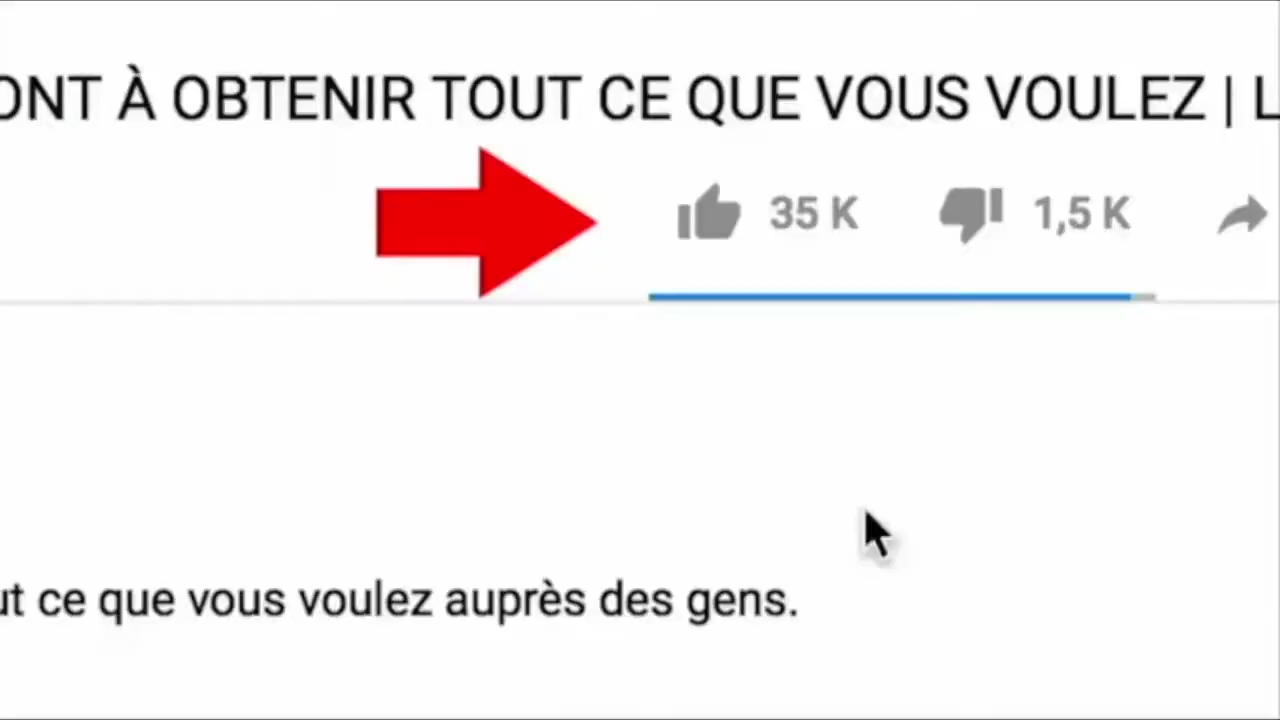 ONT À OBTENIR TOUT CE QUE VOUS VOULEZ | L
35 K 1,5 K
ut ce que vous voulez auprès des gens.